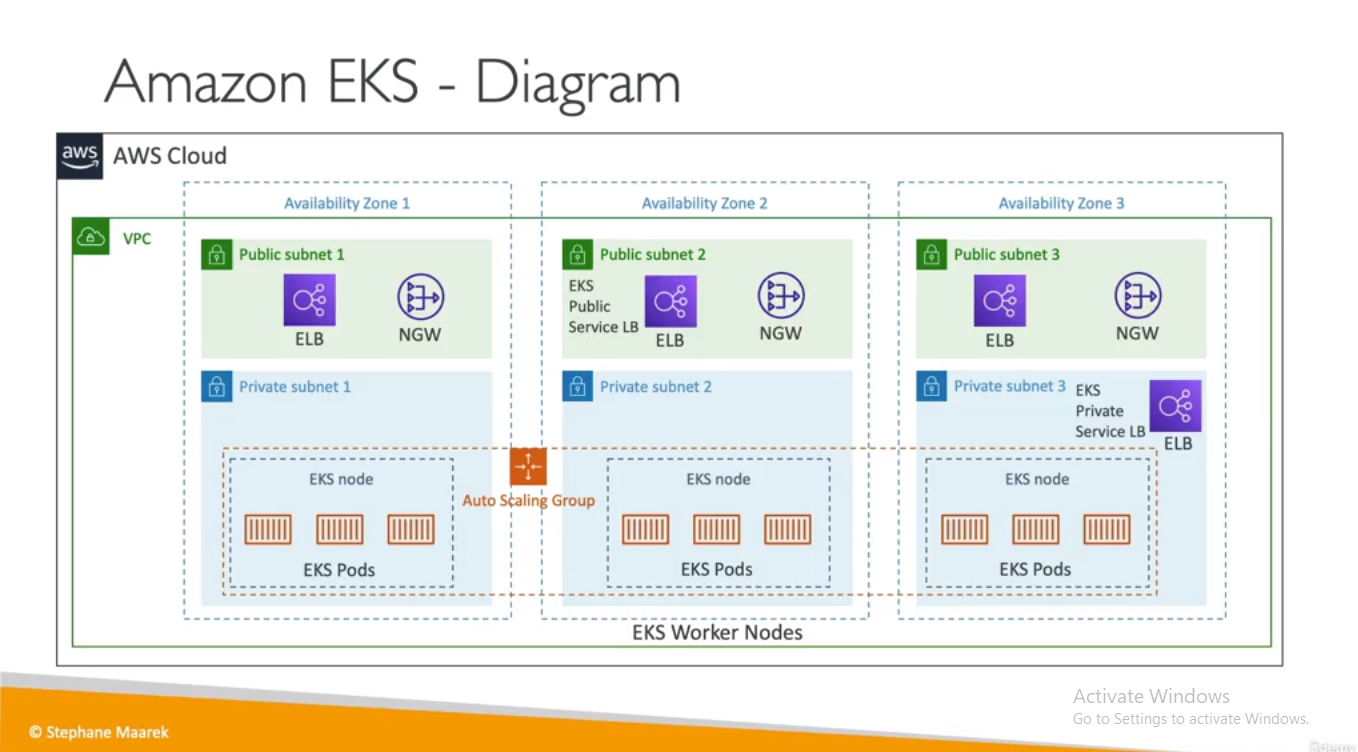 Amazon EKS - Diagram
aws
AWS Cloud
Availability Zone 1
Availability Zone 2
Availability Zone 3
VPC
Public subnet 1
ELB
NGW
Public subnet 2
EKS
Public
Service LB
ELB
NGW
Public subnet 3
ELB
NGW
Private subnet 1
Private subnet 2
Private subnet 3
EKS
Private
Service LB
ELB
Auto Scaling Group
EKS node
EKS Pods
EKS node
EKS Pods
EKS node
EKS Pods
EKS Worker Nodes
Activate Windows
Go to Settings to activate Windows.
© Stephane Maarek
Udemy